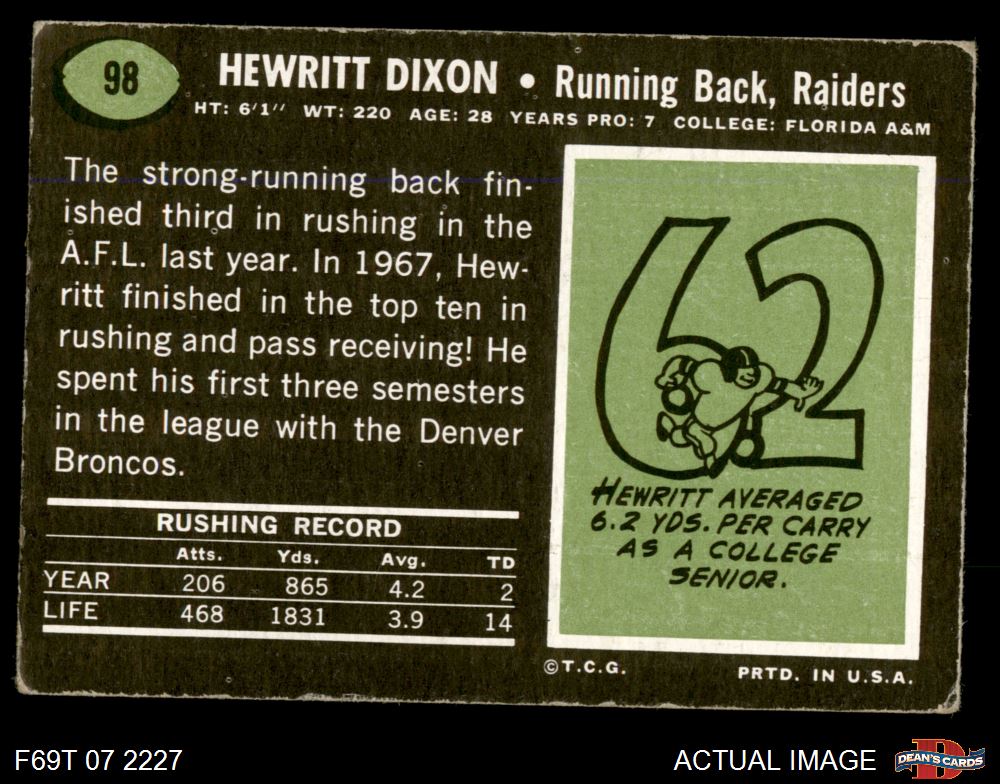 98
HEWRITT DIXON • Running Back, Raiders
HT: 6'1'' WT: 220 AGE: 28 YEARS PRO: 7 COLLEGE: FLORIDA A&M
The strong-running back fin-
ished third in rushing in the
A.F.L. last year. In 1967, Hew-
ritt finished in the top ten in
rushing and pass receiving! He
spent his first three semesters
in the league with the Denver
Broncos.
RUSHING RECORD
Atts. Yds. Avg. TD
YEAR 206 865 4.2 2
LIFE 468 1831 3.9 14
62
HEWRITT AVERAGED
6.2 YDS. PER CARRY
AS A COLLEGE
SENIOR.
©T.C.G. PRTD. IN U.S.A.
F69T 07 2227 ACTUAL IMAGE
D
DEAN'S CARDS